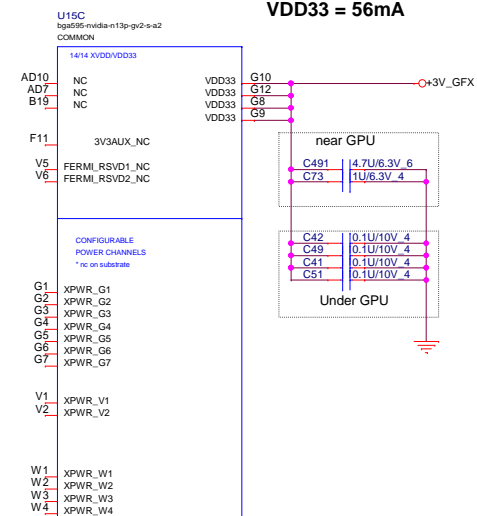 U15C
VDD33 = 56mA
bga595-nvidia-n13p-gv2-s-a2
COMMON
14/14 XVDD/VDD33
AD10 NC VDD33 G10 +3V_GFX
AD7 NC VDD33 G12
B19 NC VDD33 G8
VDD33 G9
F11 3V3AUX_NC
near GPU
V5 FERMI_RSVD1_NC C491 4.7U/6.3V_6
V6 FERMI_RSVD2_NC C73 1U/6.3V_4
CONFIGURABLE
POWER CHANNELS
* nc on substrate
C42 0.1U/10V_4
C49 0.1U/10V_4
C41 0.1U/10V_4
C51 0.1U/10V_4
Under GPU
G1 XPWR_G1
G2 XPWR_G2
G3 XPWR_G3
G4 XPWR_G4
G5 XPWR_G5
G6 XPWR_G6
G7 XPWR_G7
V1 XPWR_V1
V2 XPWR_V2
W1 XPWR_W1
W2 XPWR_W2
W3 XPWR_W3
W4 XPWR_W4